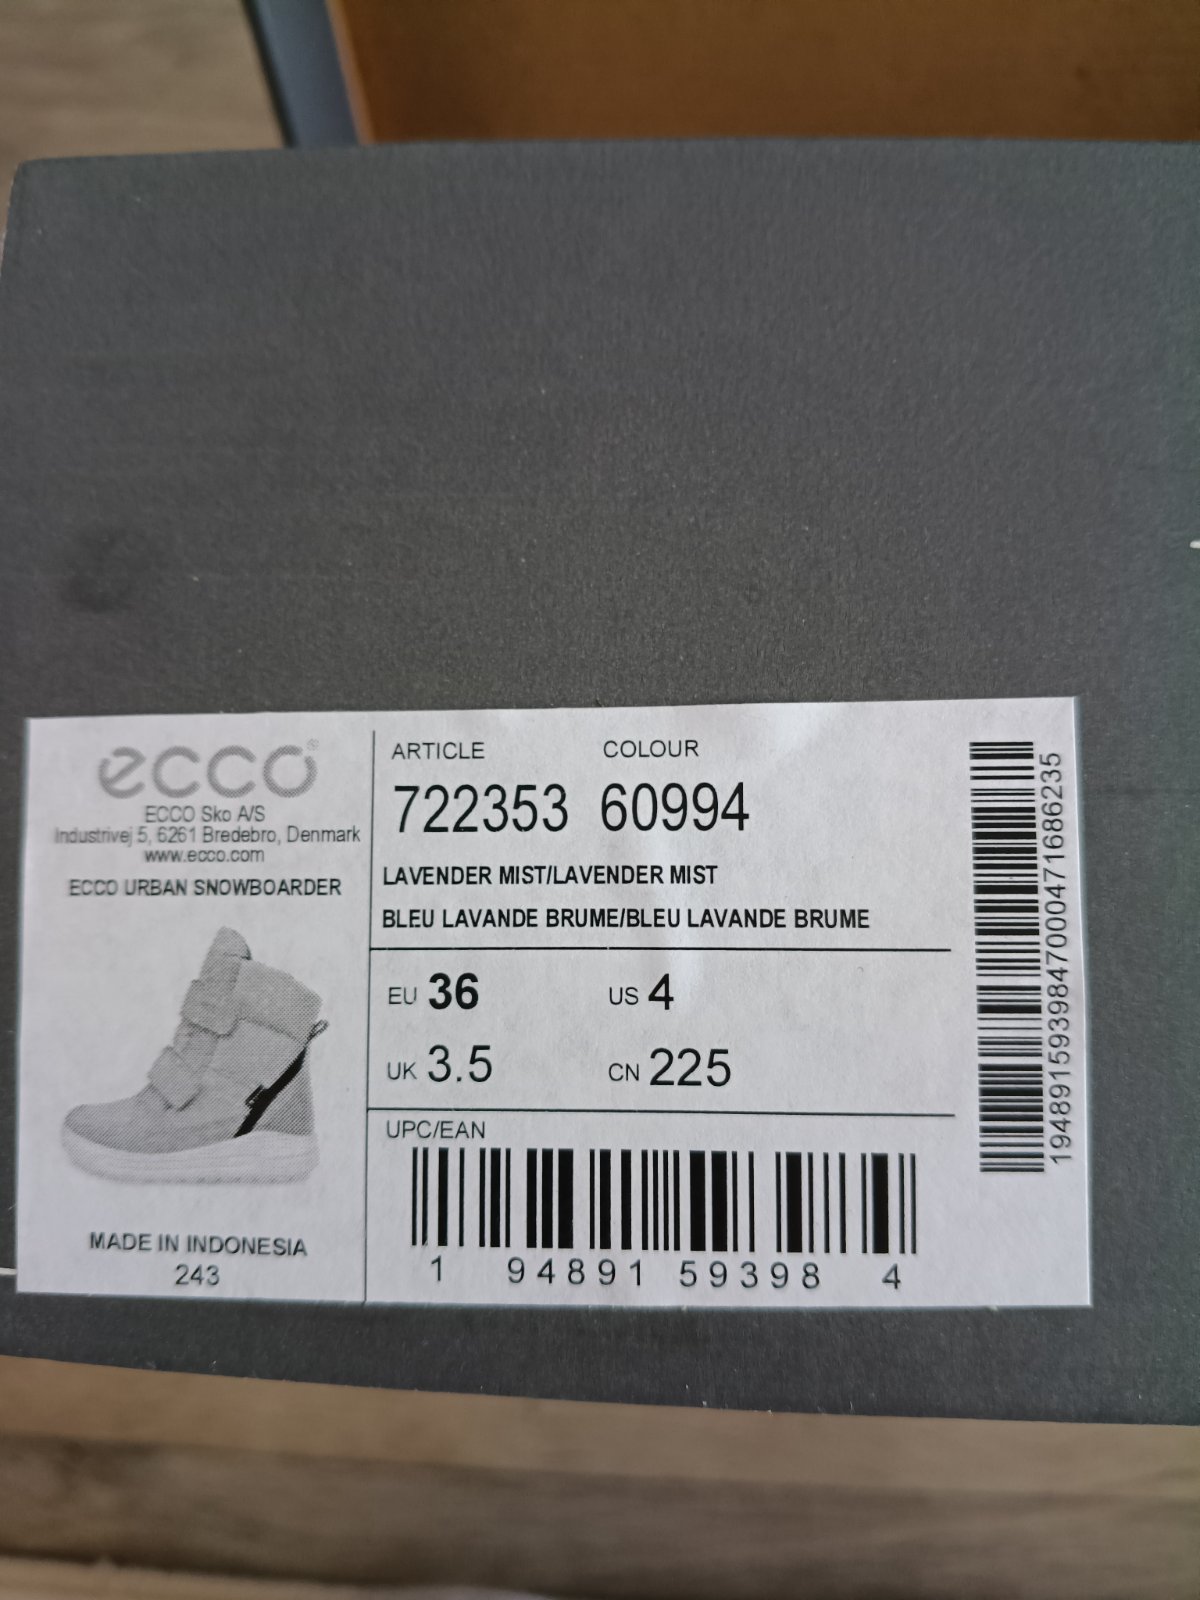 ecco®
ECCO Sko A/S
Industrivej 5, 6261 Bredebro, Denmark
www.ecco.com
ECCO URBAN SNOWBOARDER
MADE IN INDONESIA
243
ARTICLE COLOUR
722353 60994
LAVENDER MIST/LAVENDER MIST
BLEU LAVANDE BRUME/BLEU LAVANDE BRUME
EU 36 US 4
UK 3.5 CN 225
UPC/EAN
1 94891 59398 4
1948915939847000471686235